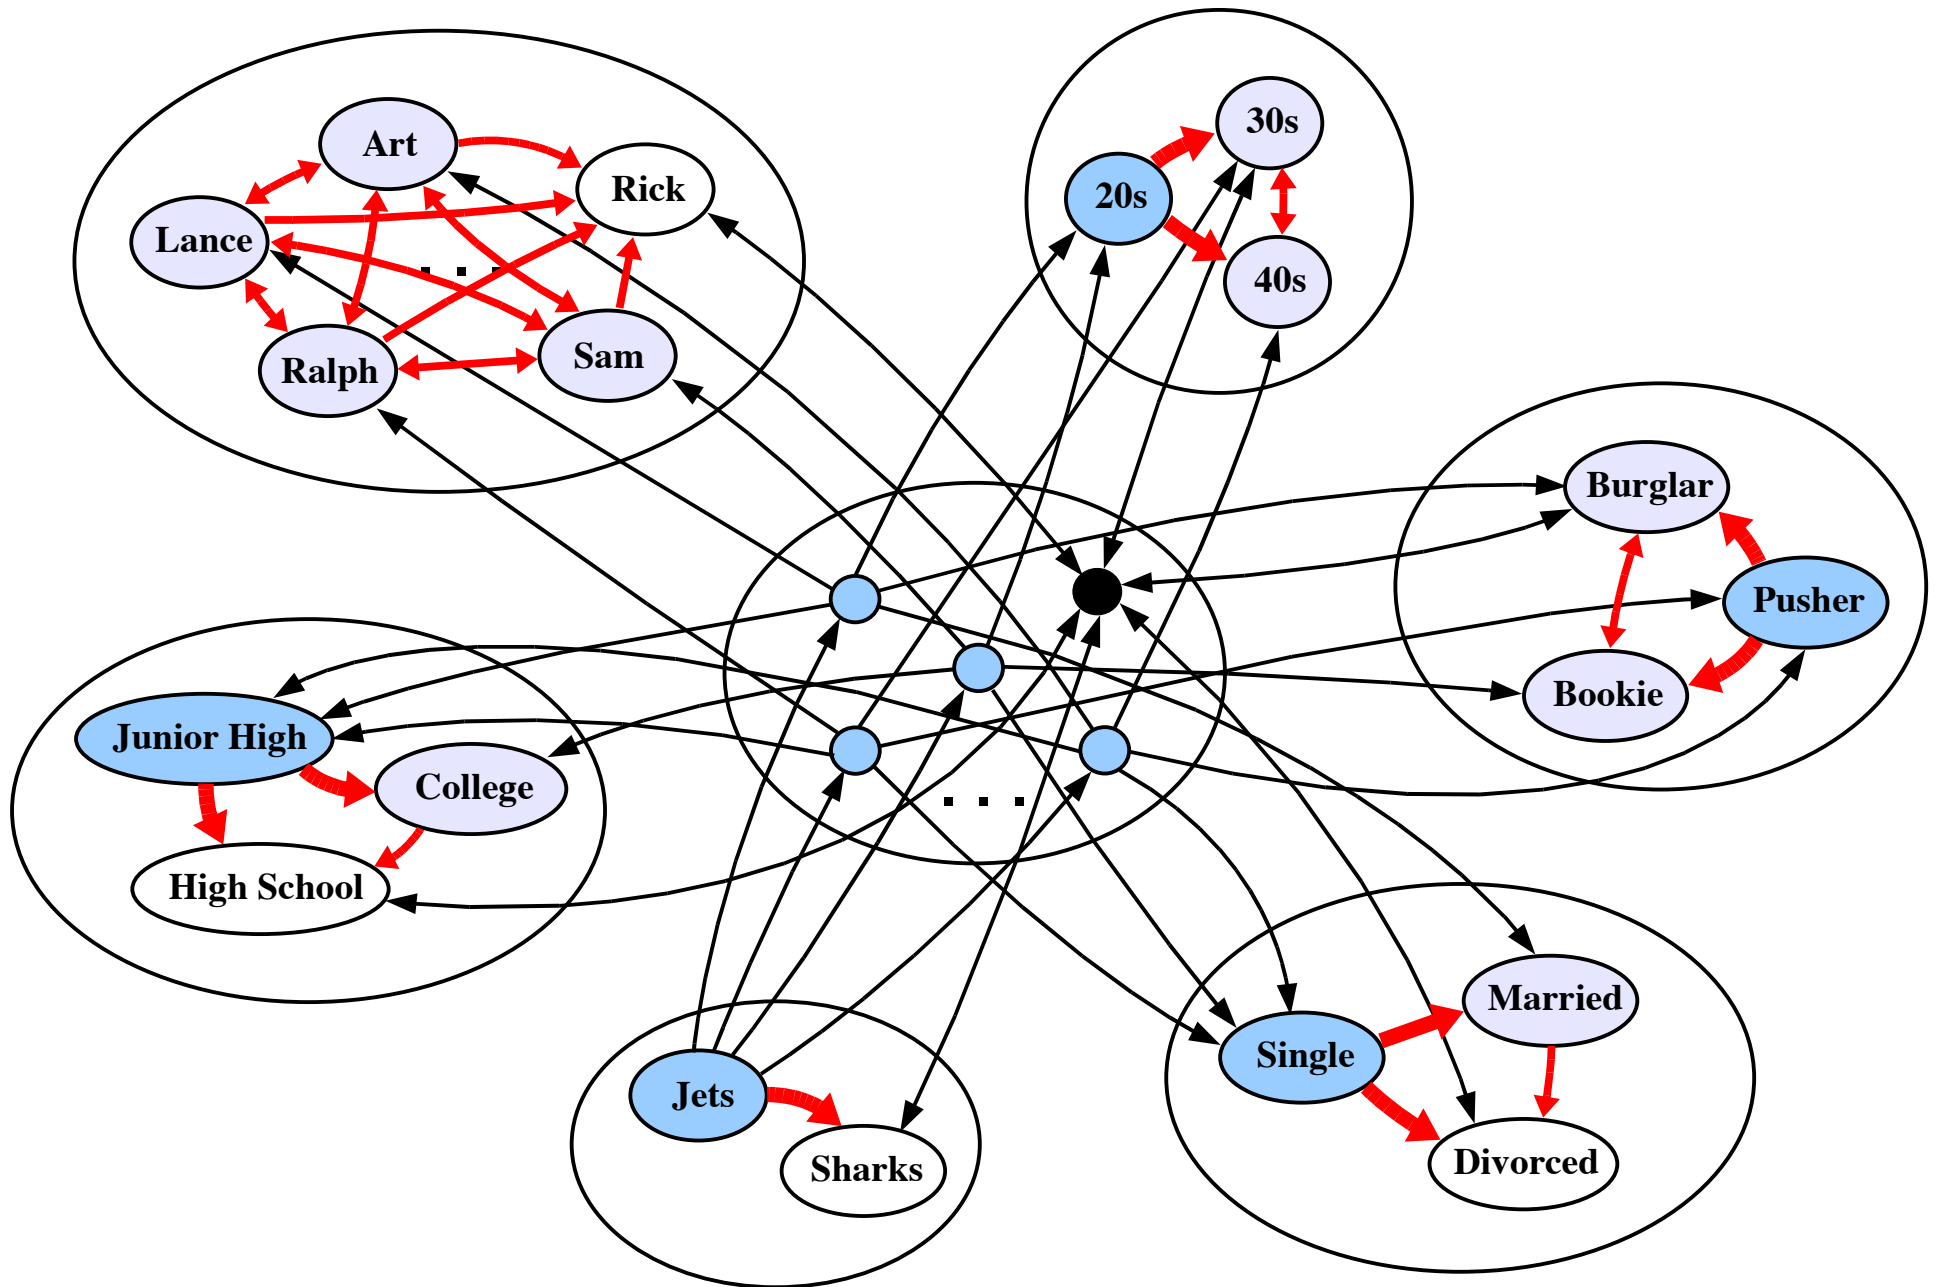 Art
Rick
Lance
. . .
Ralph
Sam
30s
20s
40s
Burglar
Pusher
Bookie
Junior High
College
High School
. . .
Jets
Sharks
Married
Single
Divorced